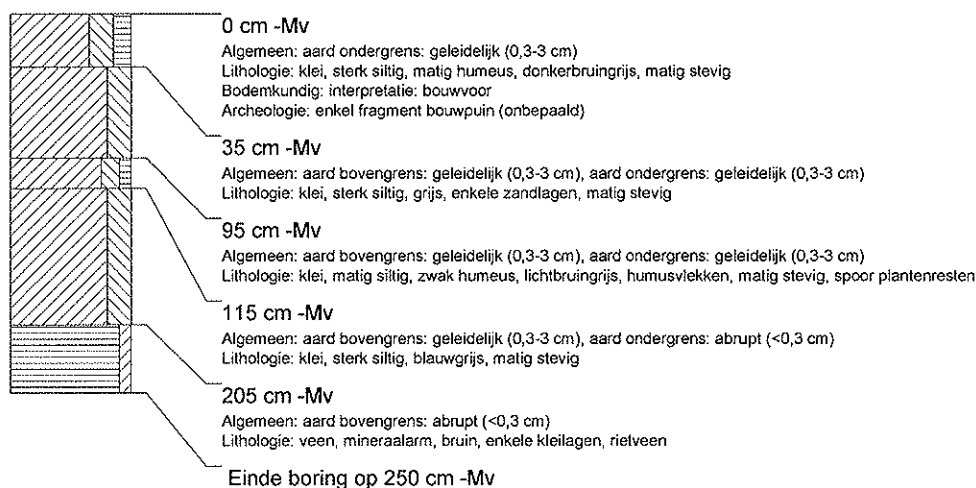 0 cm -Mv
Algemeen: aard ondergrens: geleidelijk (0,3-3 cm)
Lithologie: klei, sterk siltig, matig humeus, donkerbruingrijs, matig stevig
Bodemkundig: interpretatie: bouwvoor
Archeologie: enkel fragment bouwpuin (onbepaald)
35 cm -Mv
Algemeen: aard bovengrens: geleidelijk (0,3-3 cm), aard ondergrens: geleidelijk (0,3-3 cm)
Lithologie: klei, sterk siltig, grijs, enkele zandlagen, matig stevig
95 cm -Mv
Algemeen: aard bovengrens: geleidelijk (0,3-3 cm), aard ondergrens: geleidelijk (0,3-3 cm)
Lithologie: klei, matig siltig, zwak humeus, lichtbruingrijs, humusvlekken, matig stevig, spoor plantenresten
115 cm -Mv
Algemeen: aard bovengrens: geleidelijk (0,3-3 cm), aard ondergrens: abrupt (<0,3 cm)
Lithologie: klei, sterk siltig, blauwgrijs, matig stevig
205 cm -Mv
Algemeen: aard bovengrens: abrupt (<0,3 cm)
Lithologie: veen, mineraalarm, bruin, enkele kleilagen, rietveen
Einde boring op 250 cm -Mv